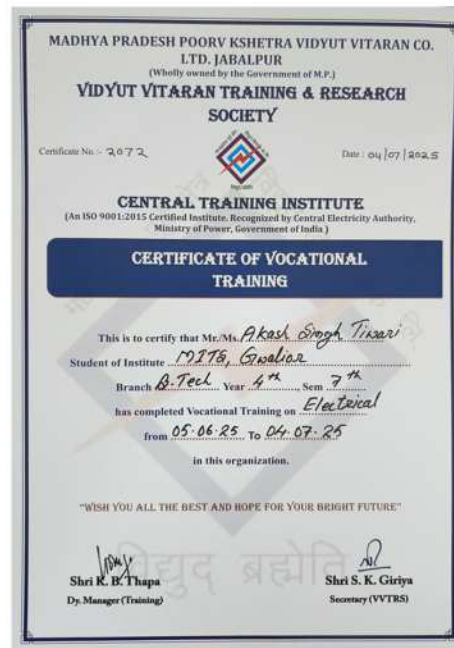 MADHYA PRADESH POORV KSHETRA VIDYUT VITARAN CO.
LTD. JABALPUR
(Wholly owned by the Government of M.P.)
VIDYUT VITARAN TRAINING & RESEARCH
SOCIETY
Certificate No :- 2072
Date : 04/07/2025
CENTRAL TRAINING INSTITUTE
(An ISO 9001:2015 Certified Institute. Recognized by Central Electricity Authority,
Ministry of Power, Government of India )
CERTIFICATE OF VOCATIONAL
TRAINING
This is to certify that Mr./Ms. Akash Singh Tiwari
Student of Institute MITS, Gwalior
Branch B.Tech Year 4th, Sem 7th
has completed Vocational Training on Electrical
from 05.06.25 To 04.07.25
in this organization.
"WISH YOU ALL THE BEST AND HOPE FOR YOUR BRIGHT FUTURE"
विद्युद ब्रह्मेति
Shri R. B. Thapa
Dy. Manager (Training)
Shri S. K. Giriya
Secretary (VVTRS)